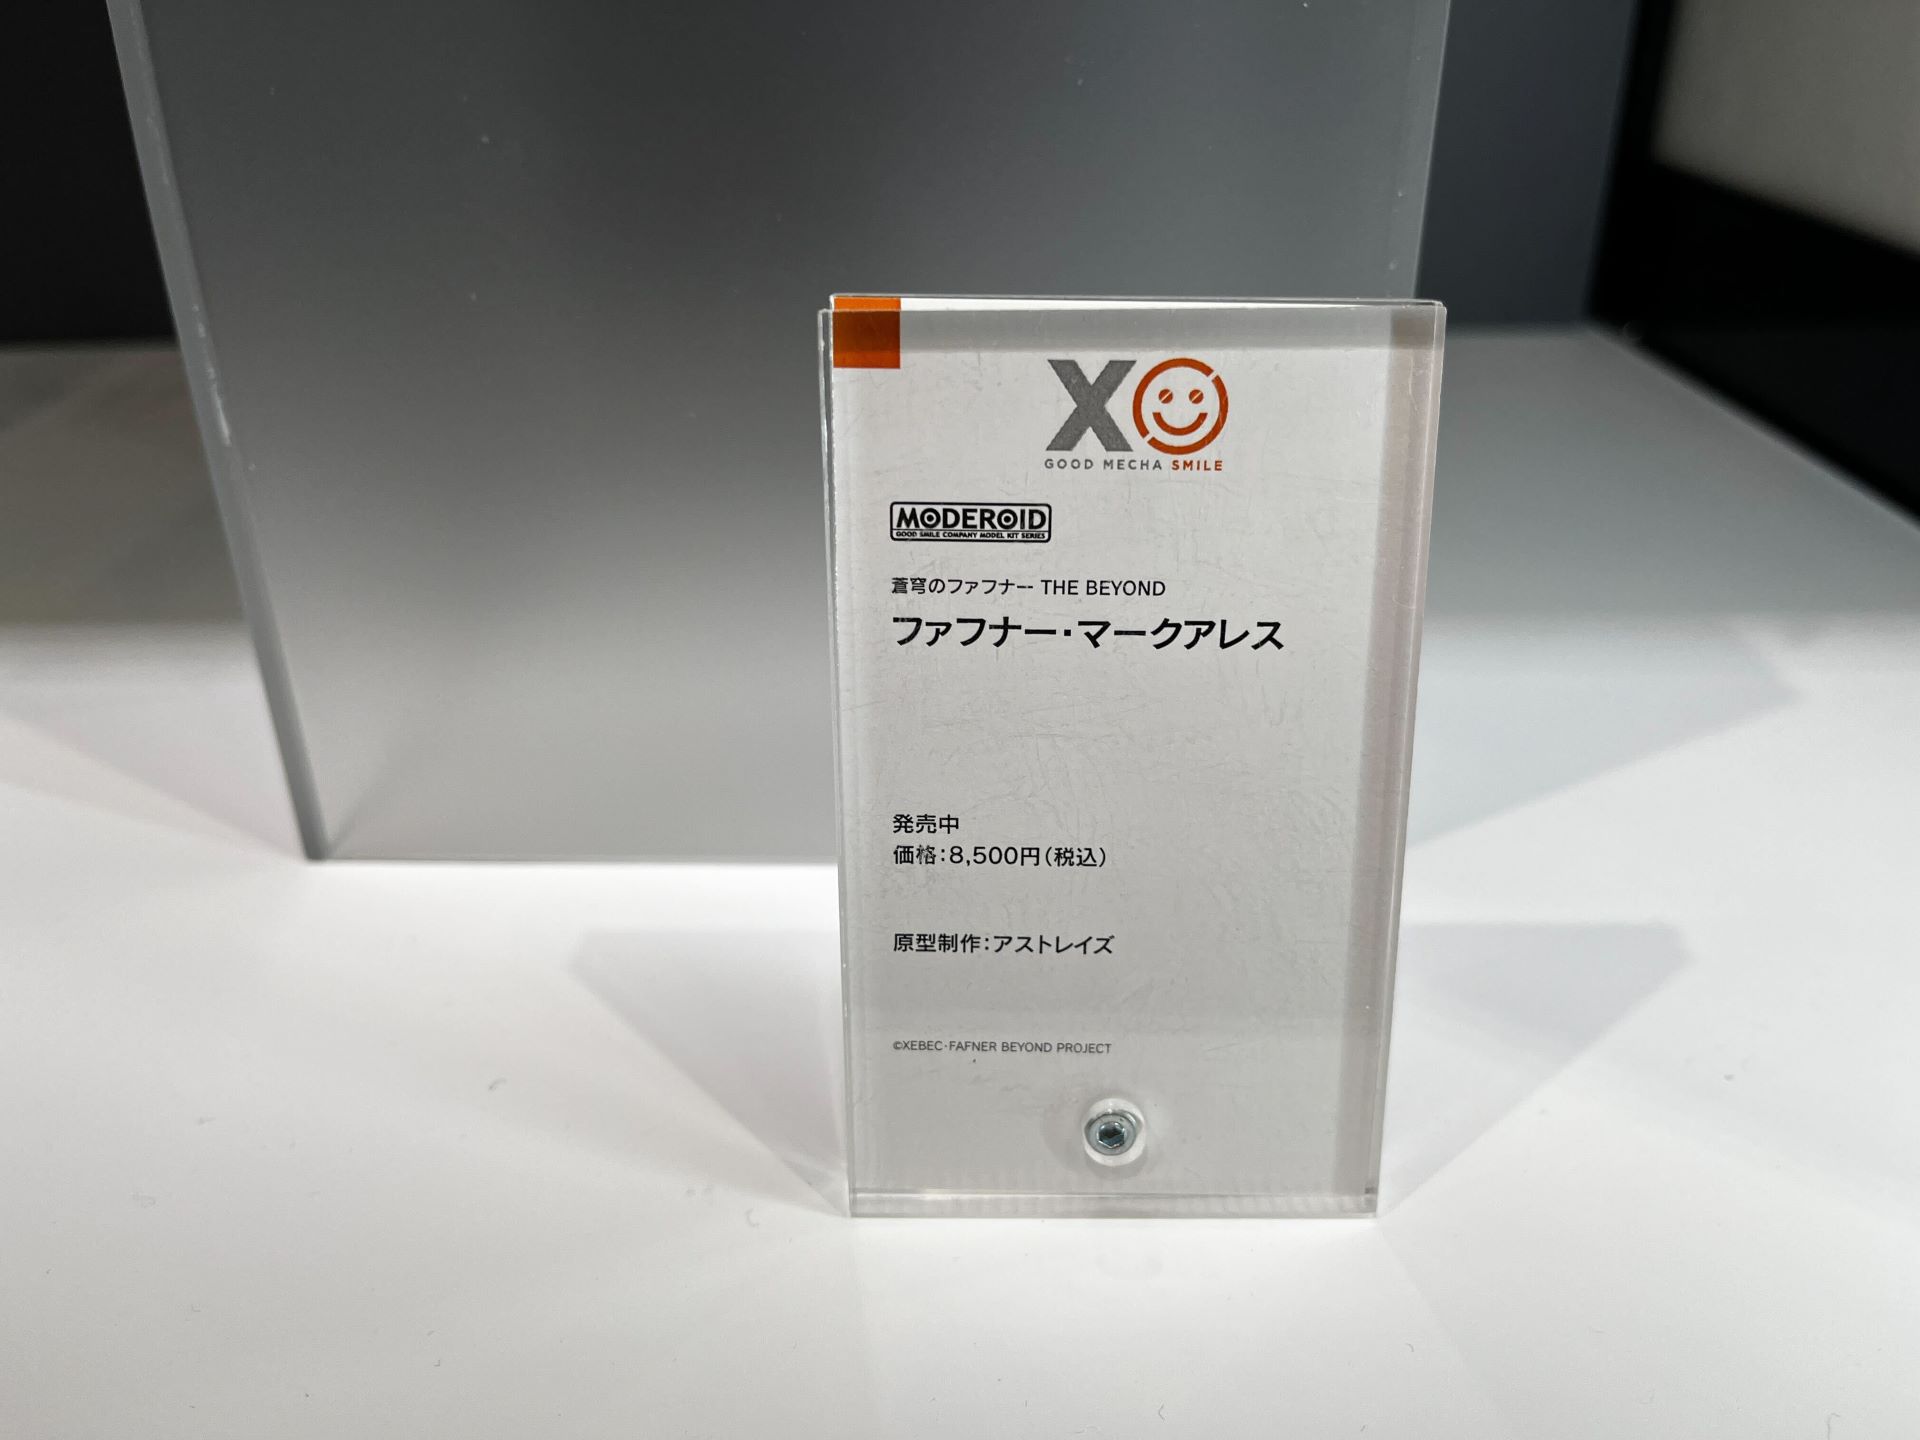 XO
GOOD MECHA SMILE
MODEROID
GOOD SMILE COMPANY MODEL KIT SERIES
蒼穹のファフナー THE BEYOND
ファフナー・マークアレス
発売中
価格：8,500円（税込）
原型制作：アストレイズ
©XEBEC・FAFNER BEYOND PROJECT